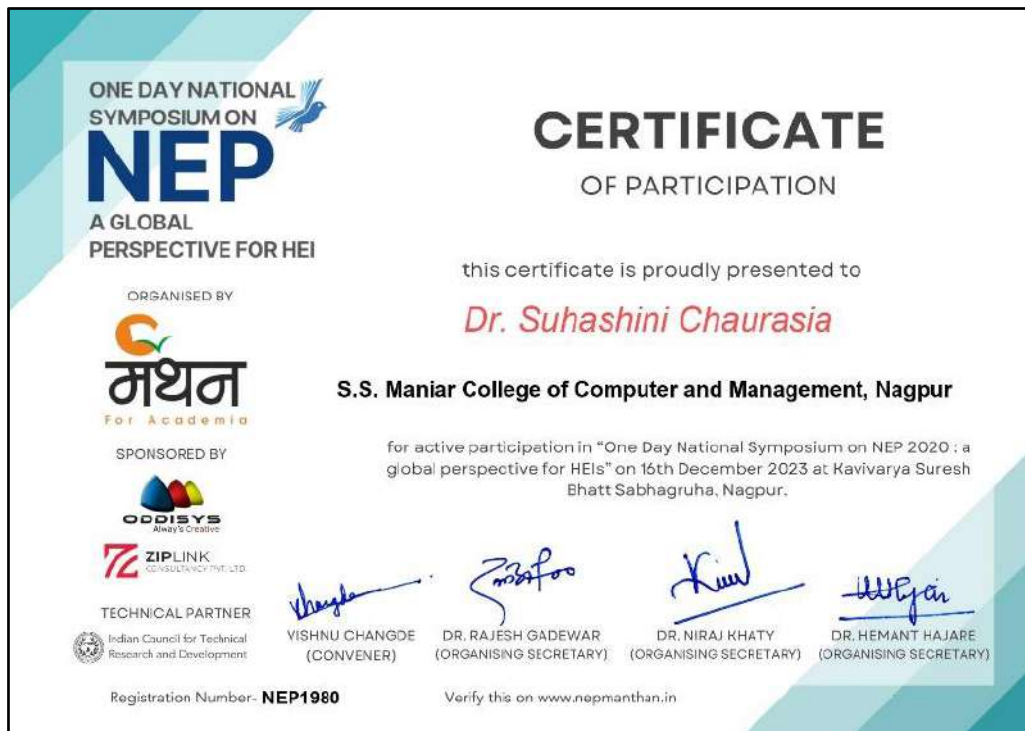 ONE DAY NATIONAL
SYMPOSIUM ON
NEP
A GLOBAL
PERSPECTIVE FOR HEI
ORGANISED BY
मंथन
For Academia
SPONSORED BY
ODDISYS
Alway's Creative
ZIPLINK
CONSULTANCY PVT. LTD.
TECHNICAL PARTNER
Indian Council for Technical
Research and Development
CERTIFICATE
OF PARTICIPATION
this certificate is proudly presented to
Dr. Suhashini Chaurasia
S.S. Maniar College of Computer and Management, Nagpur
for active participation in “One Day National Symposium on NEP 2020 : a
global perspective for HEIs” on 16th December 2023 at Kavivarya Suresh
Bhatt Sabhagruha, Nagpur.
VISHNU CHANGDE
(CONVENER)
DR. RAJESH GADEWAR
(ORGANISING SECRETARY)
DR. NIRAJ KHATY
(ORGANISING SECRETARY)
DR. HEMANT HAJARE
(ORGANISING SECRETARY)
Registration Number- NEP1980
Verify this on www.nepmanthan.in